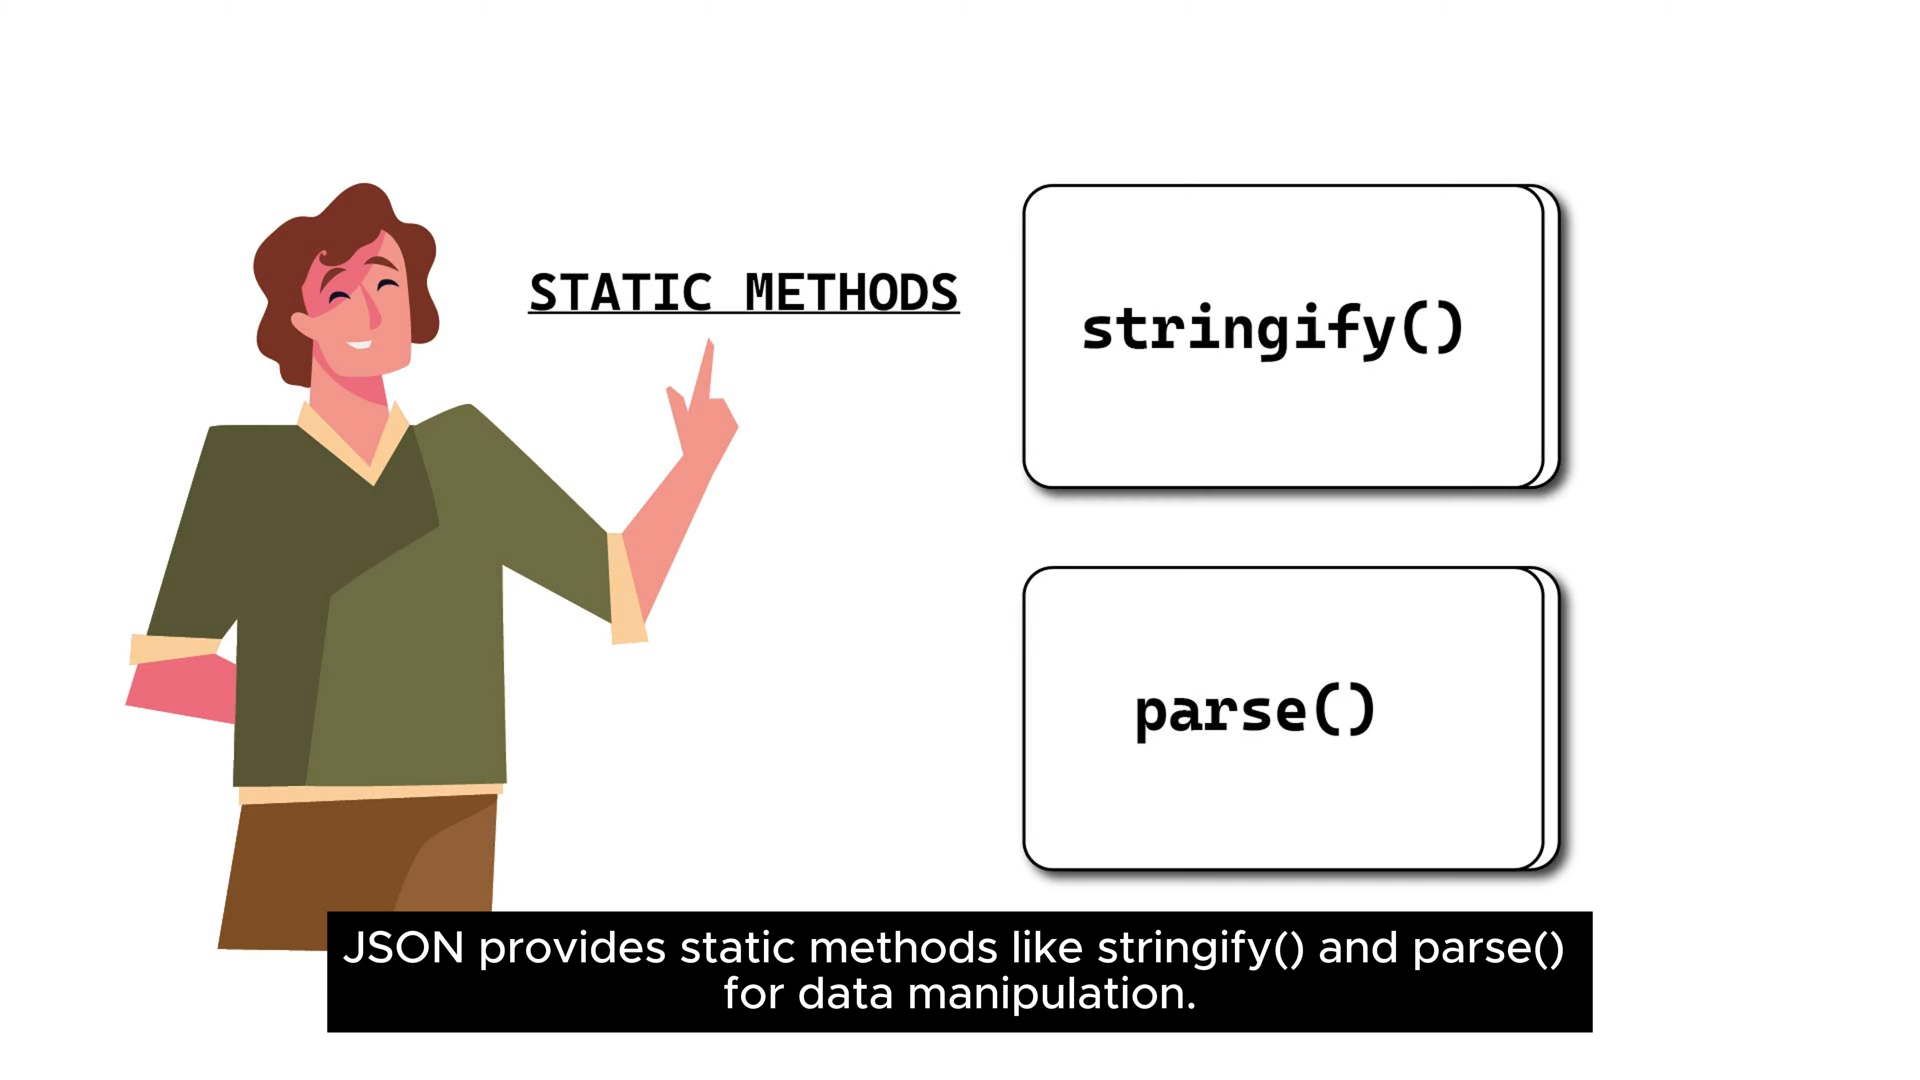 STATIC METHODS
stringify()
parse()
JSON provides static methods like stringify() and parse()
for data manipulation.